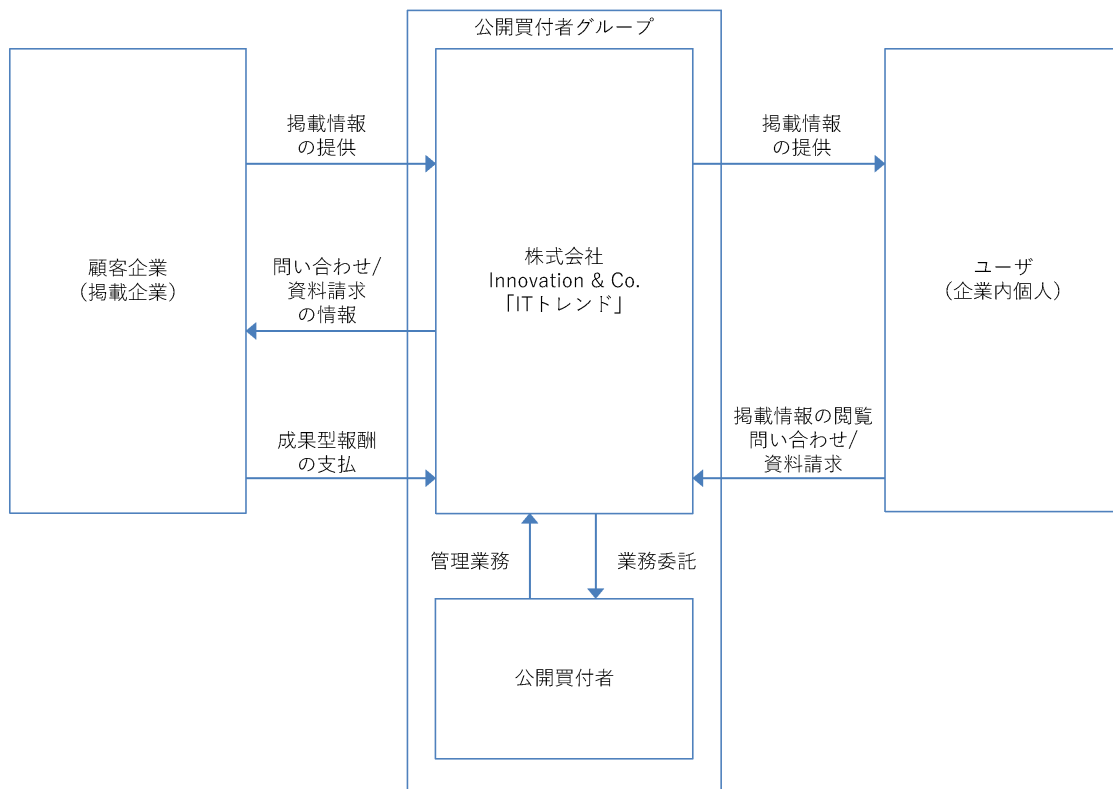 公開買付者グループ
掲載情報
の提供
掲載情報
の提供
顧客企業
（掲載企業）
問い合わせ/
資料請求
の情報
株式会社
Innovation & Co.
「ITトレンド」
ユーザ
（企業内個人）
成果型報酬
の支払
掲載情報の閲覧
問い合わせ/
資料請求
管理業務
業務委託
公開買付者